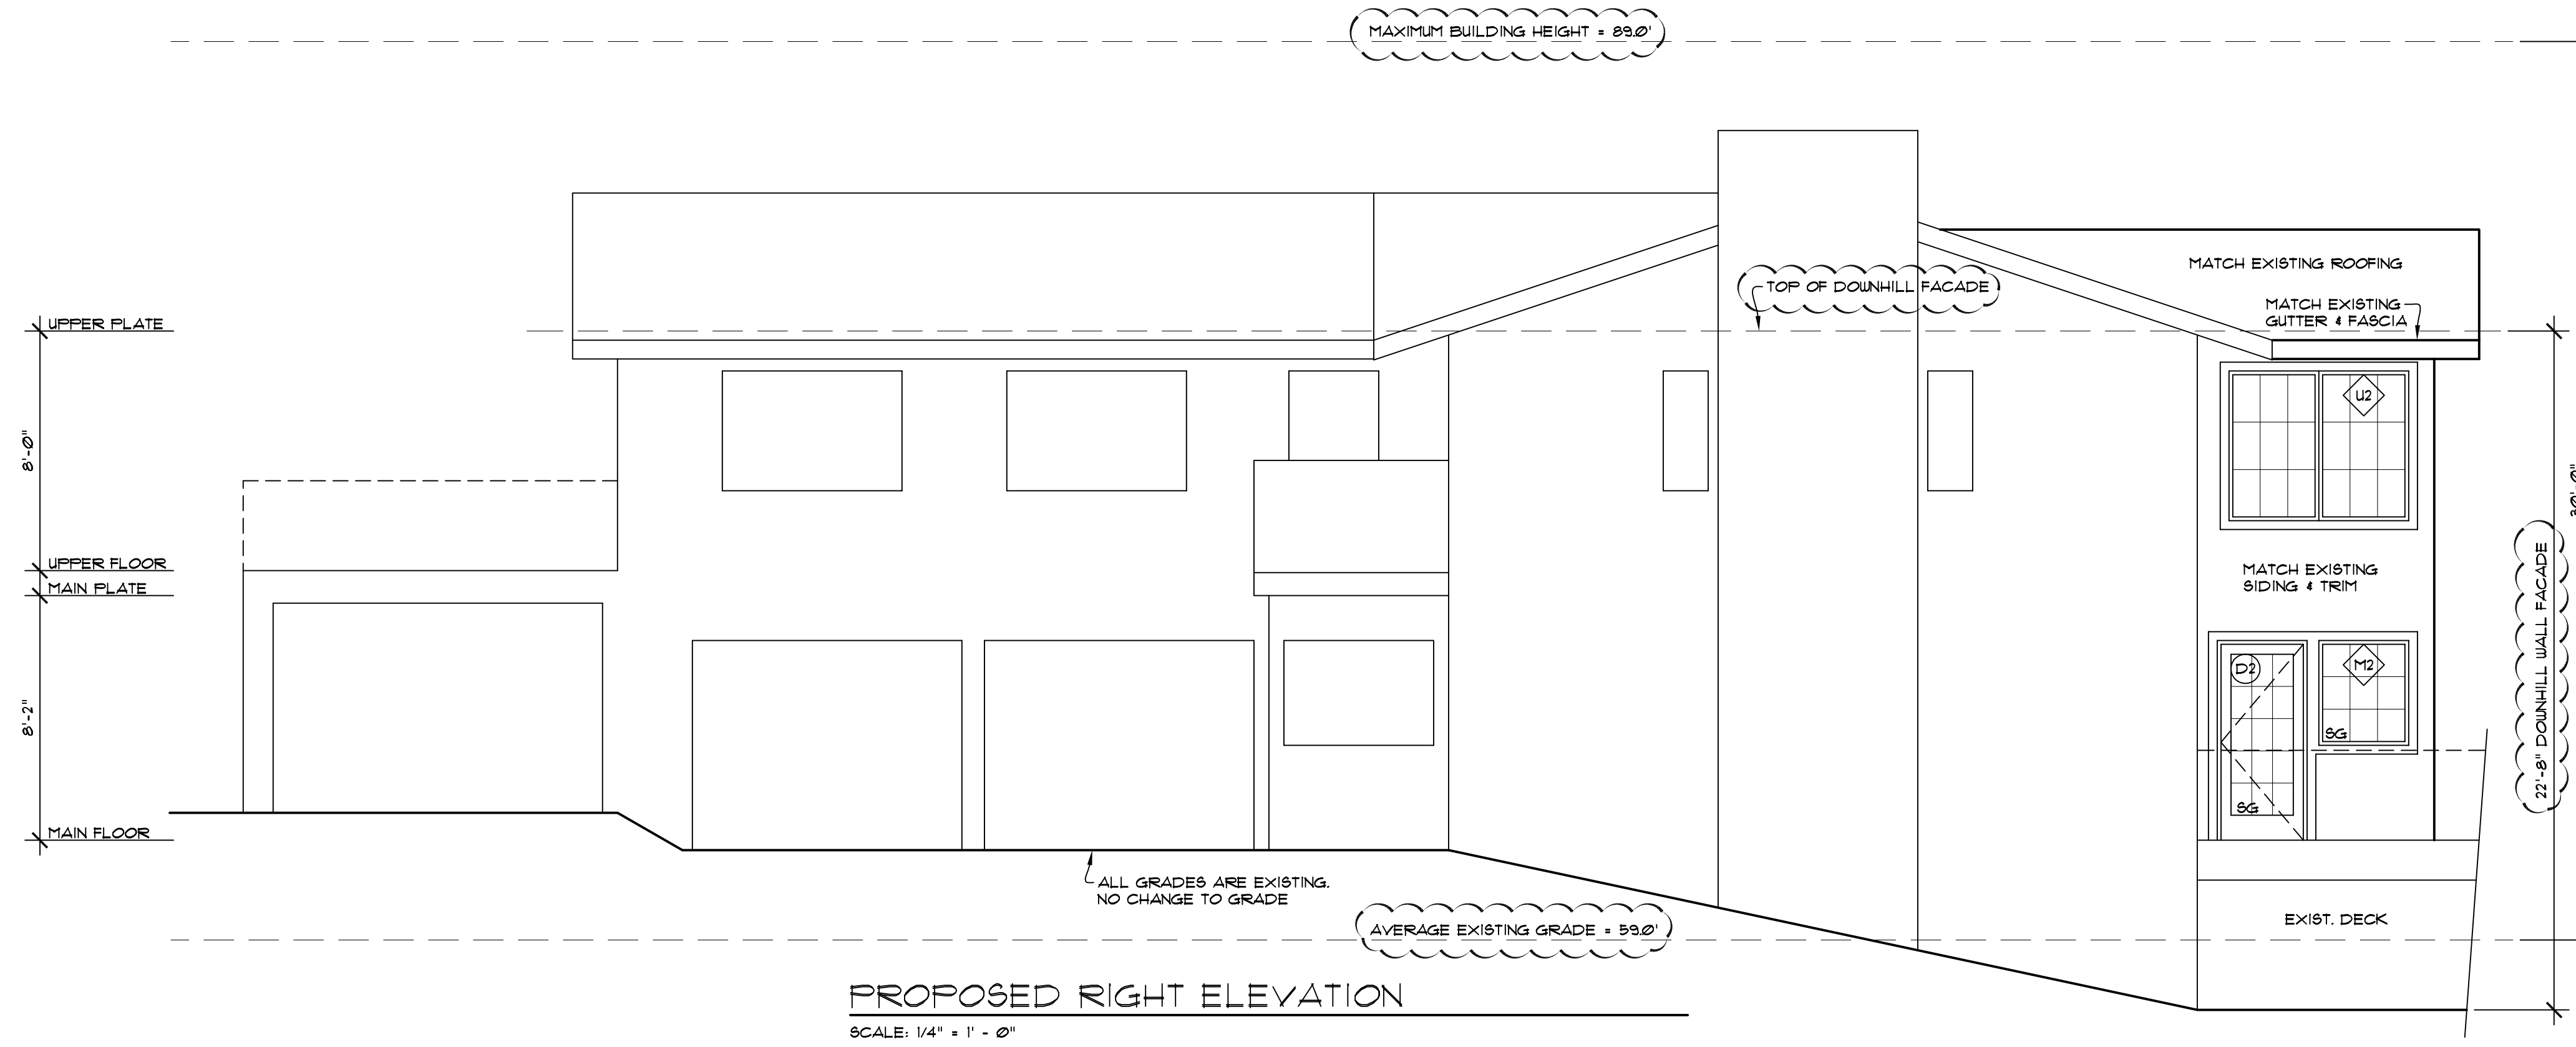 MAXIMUM BUILDING HEIGHT = 89.0'
MATCH EXISTING ROOFING
TOP OF DOWNHILL FACADE
MATCH EXISTING
GUTTER & FASCIA
UPPER PLATE
U2
8'-0"
30'-0"
UPPER FLOOR
MAIN PLATE
MATCH EXISTING
SIDING & TRIM
22'-8" DOWNHILL WALL FACADE
D2
M2
SG
8'-2"
SG
MAIN FLOOR
ALL GRADES ARE EXISTING.
NO CHANGE TO GRADE
EXIST. DECK
AVERAGE EXISTING GRADE = 59.0'
PROPOSED RIGHT ELEVATION
SCALE: 1/4" = 1' - 0"